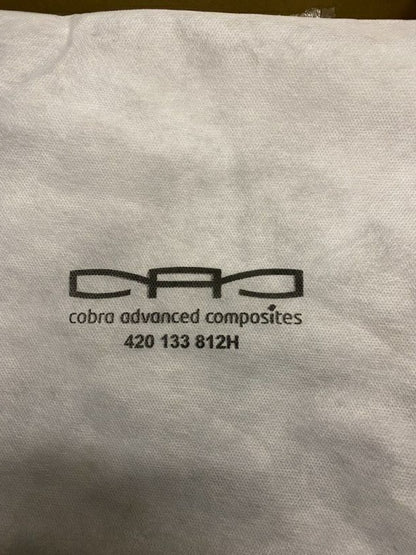 CAC
cobra advanced composites
420 133 812H